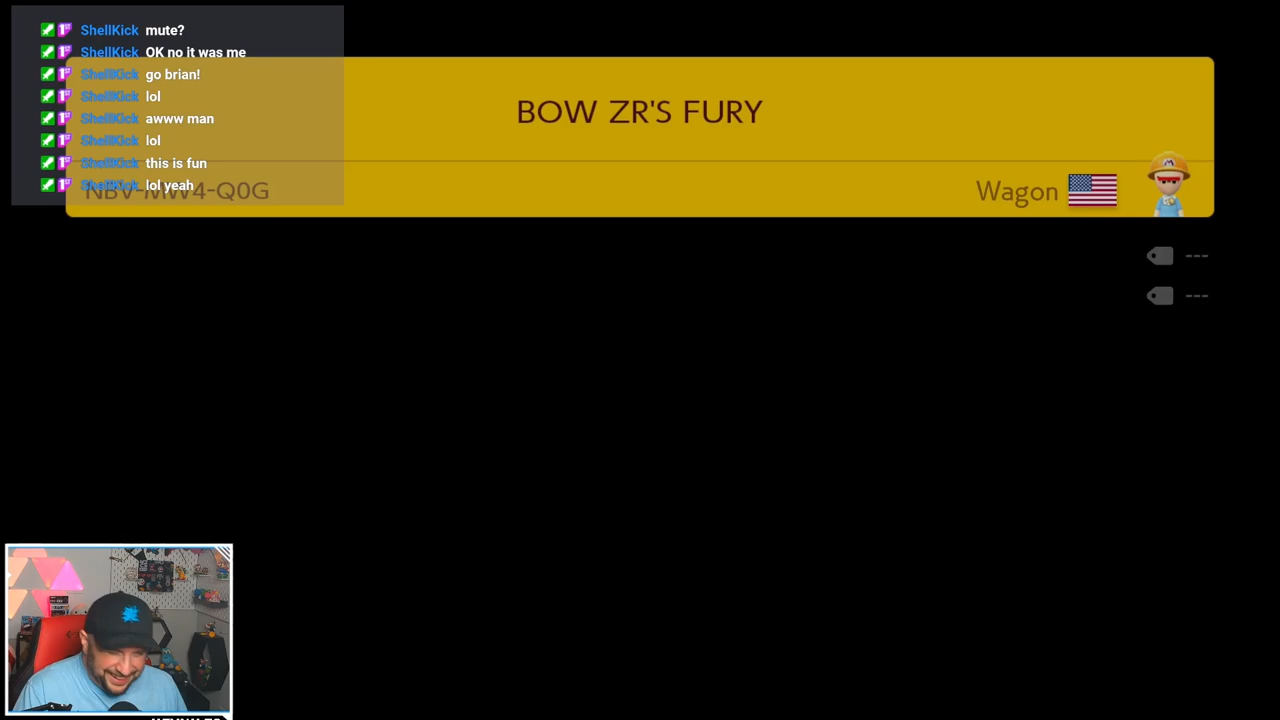 ShellKick mute?
ShellKick OK no it was me
ShellKick go brian!
ShellKick lol
ShellKick awww man
ShellKick lol
ShellKick this is fun
ShellKick lol yeah
BOW ZR'S FURY
NBV-MW4-Q0G
Wagon
---
---